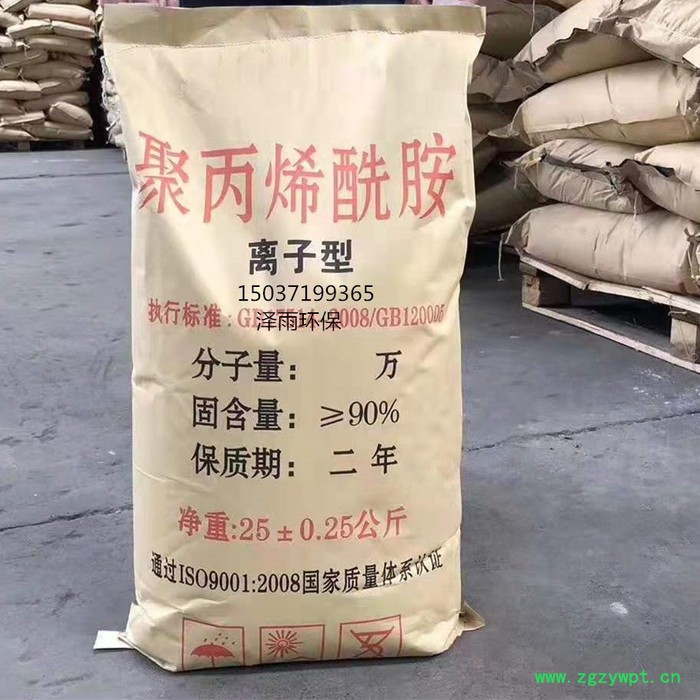 聚丙烯酰胺
离子型
15037199365
执行标准:
2008/GB120005
泽雨环保
分子量: 万
固含量: ≥90%
保质期: 二年
净重:25±0.25公斤
通过ISO9001:2008国家质量体系认证
www.zgzywpt.cn